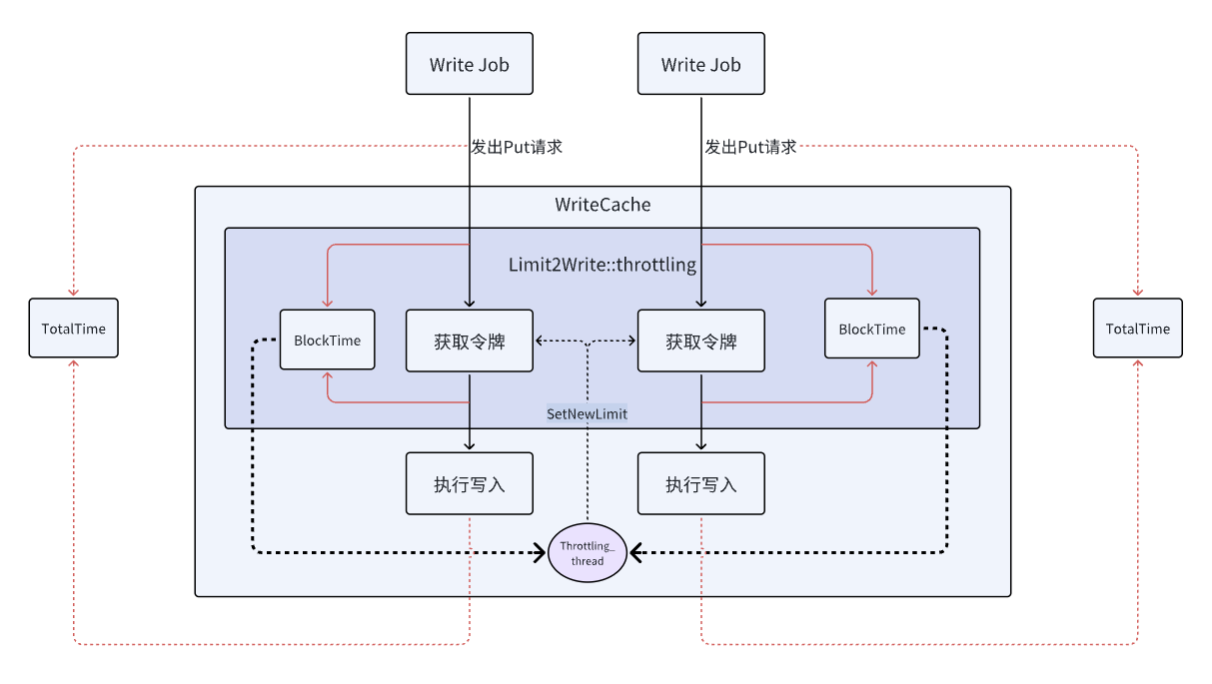 Write Job
Write Job
发出Put请求
发出Put请求
WriteCache
Limit2Write::throttling
TotalTime
BlockTime
获取令牌
获取令牌
BlockTime
TotalTime
SetNewLimit
执行写入
执行写入
Throttling_
thread